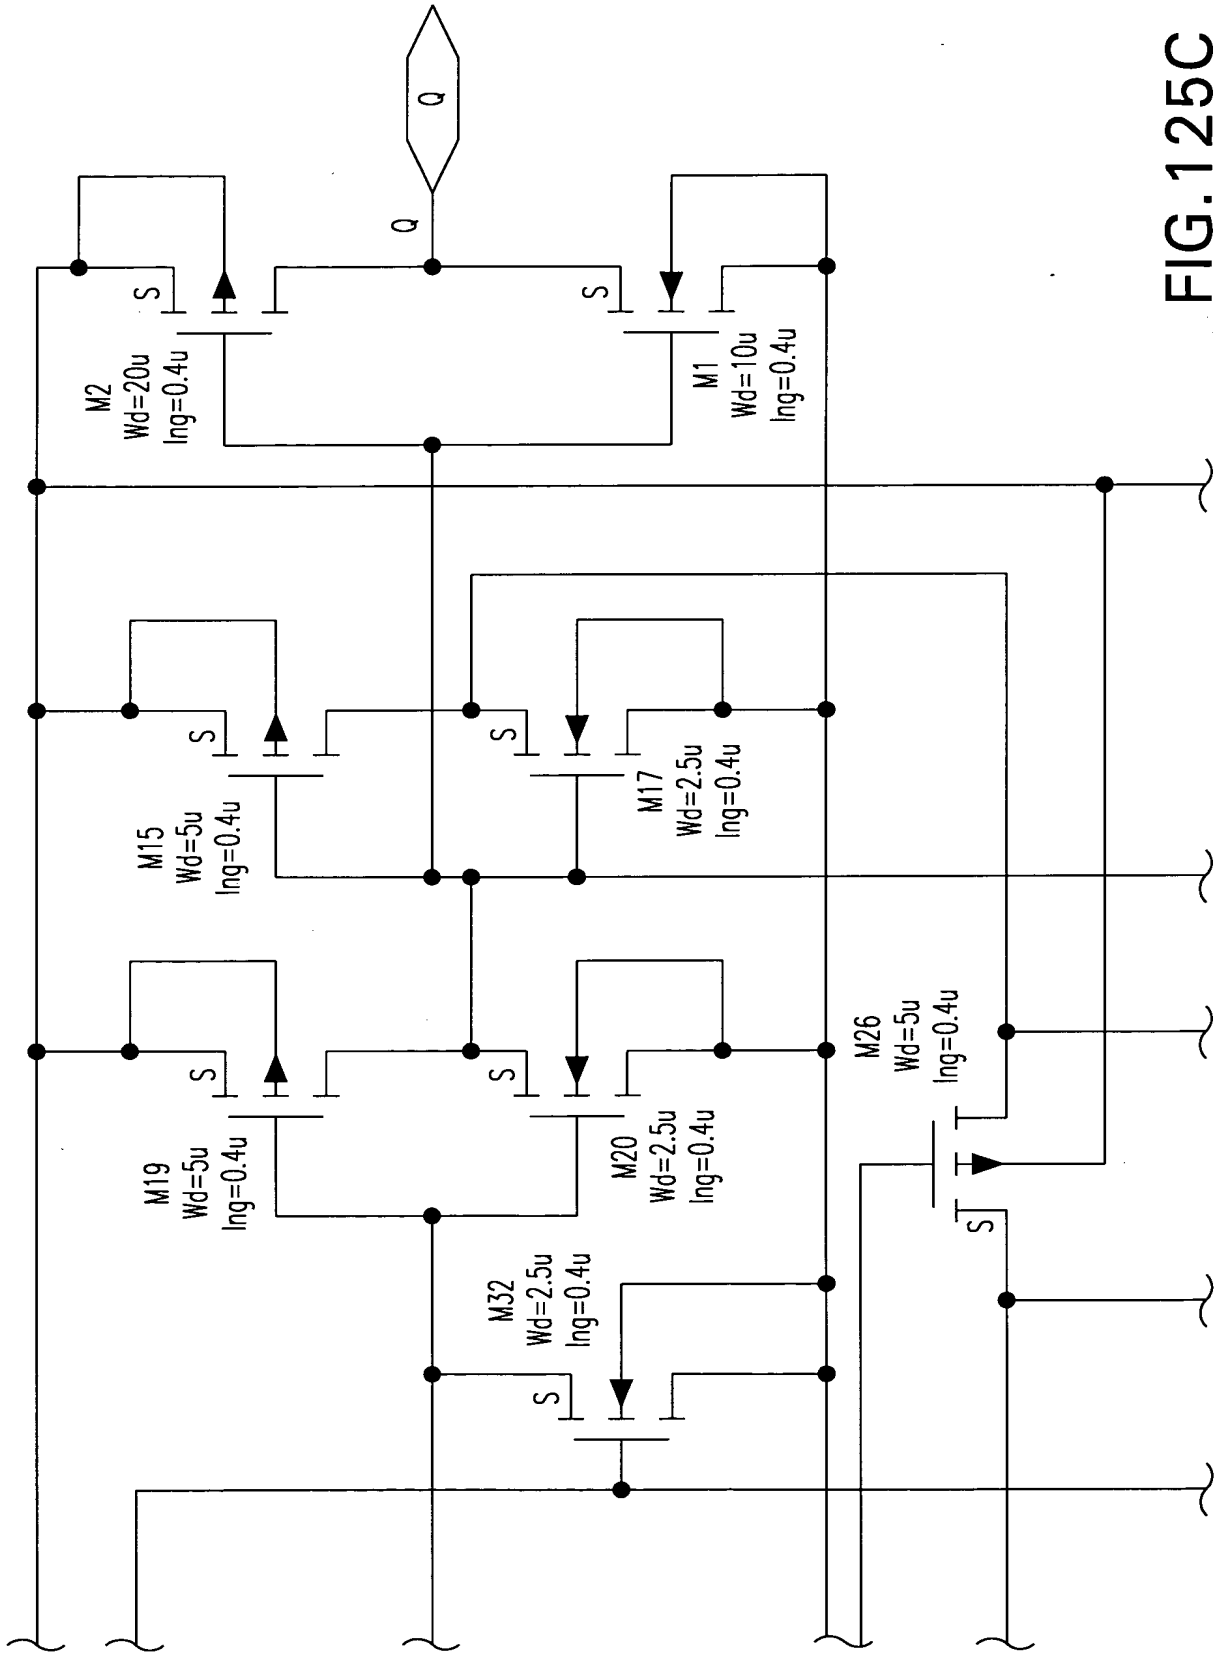 M2
Wd=20u
lng=0.4u
S
Q
Q
S
M1
Wd=10u
lng=0.4u
M15
Wd=5u
lng=0.4u
S
S
M17
Wd=2.5u
lng=0.4u
M19
Wd=5u
lng=0.4u
S
S
M20
Wd=2.5u
lng=0.4u
M32
Wd=2.5u
lng=0.4u
S
M26
Wd=5u
lng=0.4u
S
FIG.125C